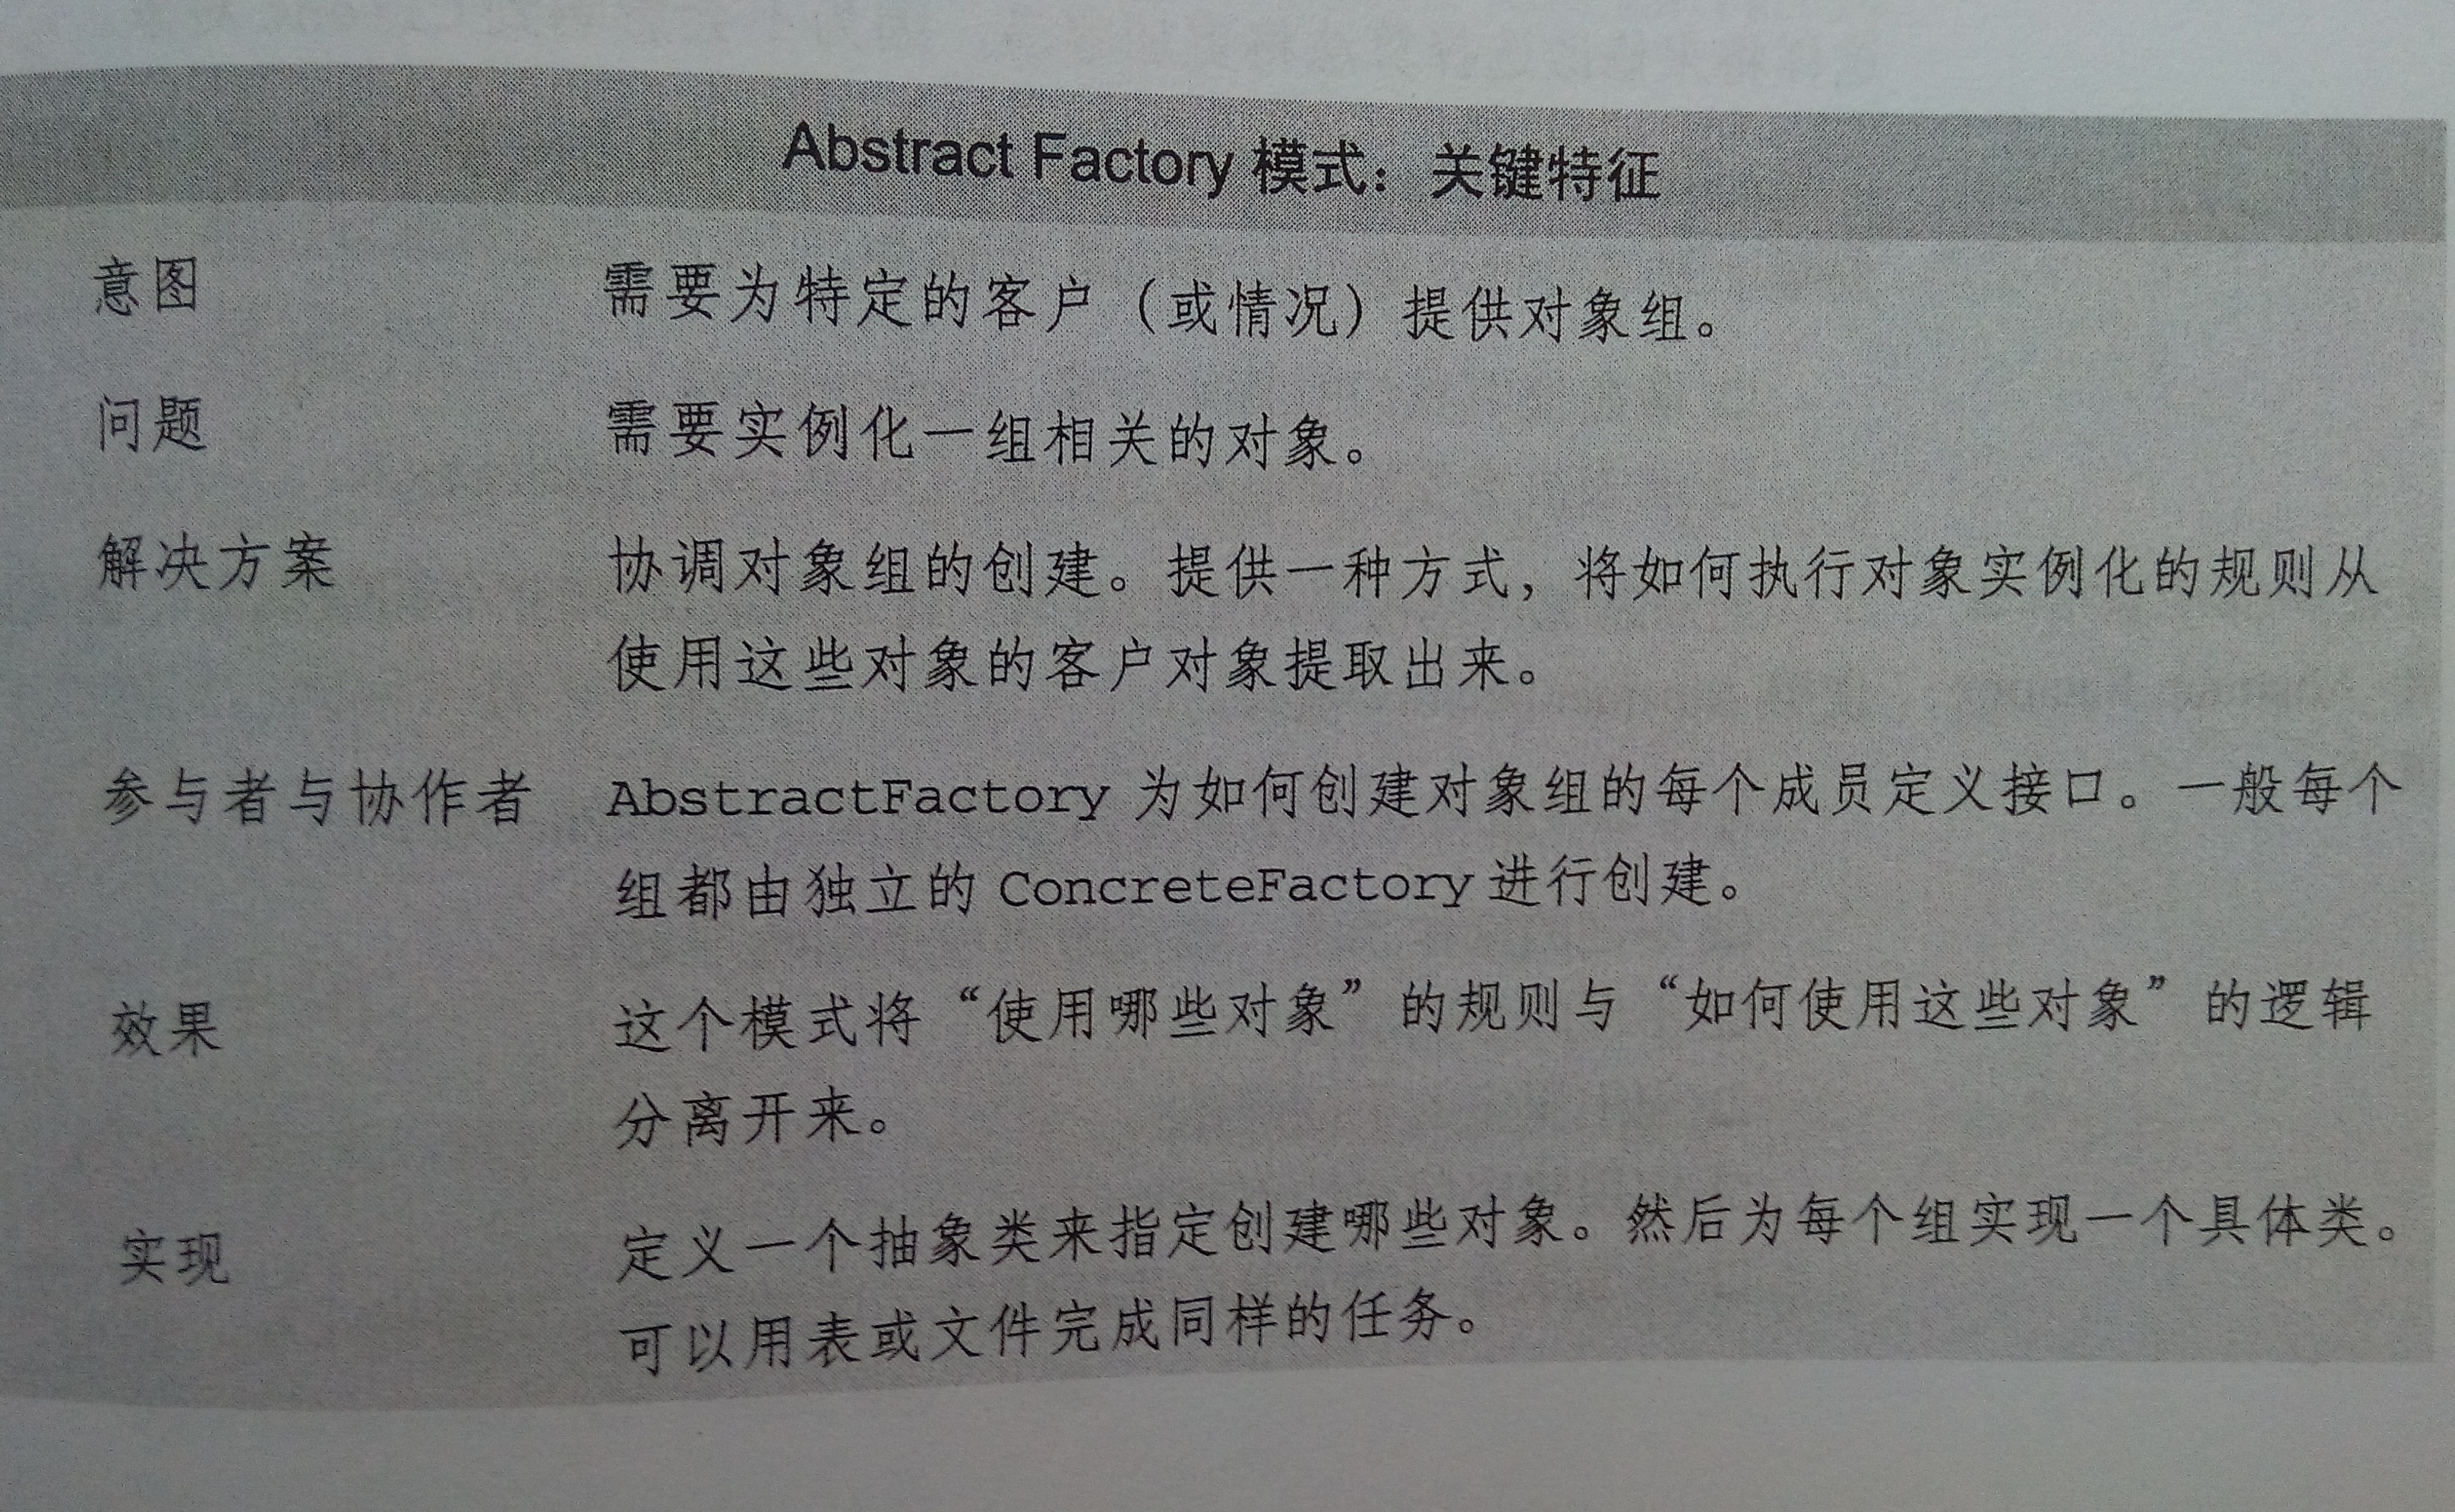 Abstract Factory 模式：关键特征
意图 需要为特定的客户（或情况）提供对象组。
问题 需要实例化一组相关的对象。
解决方案 协调对象组的创建。提供一种方式，将如何执行对象实例化的规则从
使用这些对象的客户对象提取出来。
参与者与协作者 AbstractFactory 为如何创建对象组的每个成员定义接口。一般每个
组都由独立的 ConcreteFactory 进行创建。
效果 这个模式将“使用哪些对象”的规则与“如何使用这些对象”的逻辑
分离开来。
实现 定义一个抽象类来指定创建哪些对象。然后为每个组实现一个具体类。
可以用表或文件完成同样的任务。